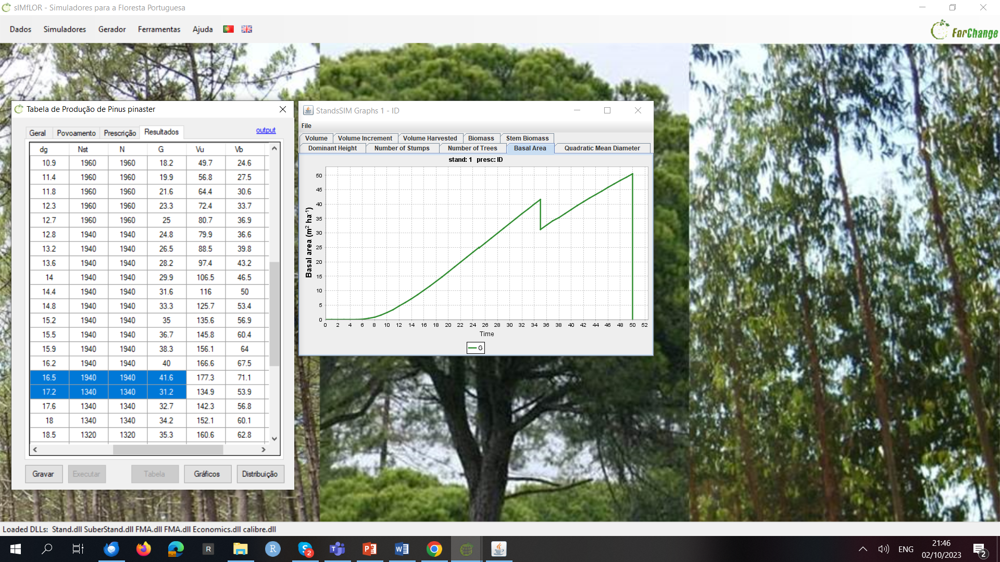 sIMfLOR - Simuladores para a Floresta Portuguesa
Dados Simuladores Gerador Ferramentas Ajuda
ForChange
Tabela de Produção de Pinus pinaster
Geral Povoamento Prescrição Resultados output
dg Nst N G Vu Vb
10.9 1960 1960 18.2 49.7 24.6
11.4 1960 1960 19.9 56.8 27.5
11.8 1960 1960 21.6 64.4 30.6
12.3 1960 1960 23.3 72.4 33.7
12.7 1960 1960 25 80.7 36.9
12.8 1940 1940 24.8 79.9 36.6
13.2 1940 1940 26.5 88.5 39.8
13.6 1940 1940 28.2 97.4 43.2
14 1940 1940 29.9 106.5 46.5
14.4 1940 1940 31.6 116 50
14.8 1940 1940 33.3 125.7 53.4
15.2 1940 1940 35 135.6 56.9
15.5 1940 1940 36.7 145.8 60.4
15.9 1940 1940 38.3 156.1 64
16.2 1940 1940 40 166.6 67.5
16.5 1940 1940 41.6 177.3 71.1
17.2 1340 1340 31.2 134.9 53.9
17.6 1340 1340 32.7 142.3 56.8
18 1340 1340 34.2 152.1 60.1
18.5 1320 1320 35.3 160.6 62.8
Gravar Executar Tabela Gráficos Distribuição
StandsSIM Graphs 1 - ID
File
Volume Volume Increment Volume Harvested Biomass Stem Biomass
Dominant Height Number of Stumps Number of Trees Basal Area Quadratic Mean Diameter
stand: 1 presc: ID
Basal area (m² ha⁻¹)
50
45
40
35
30
25
20
15
10
5
0
0 2 4 6 8 10 12 14 16 18 20 22 24 26 28 30 32 34 36 38 40 42 44 46 48 50 52
Time
G
Loaded DLLs: Stand.dll SuberStand.dll FMA.dll FMA.dll Economics.dll calibre.dll
R R S 2 P W ENG 21:46
02/10/2023 2